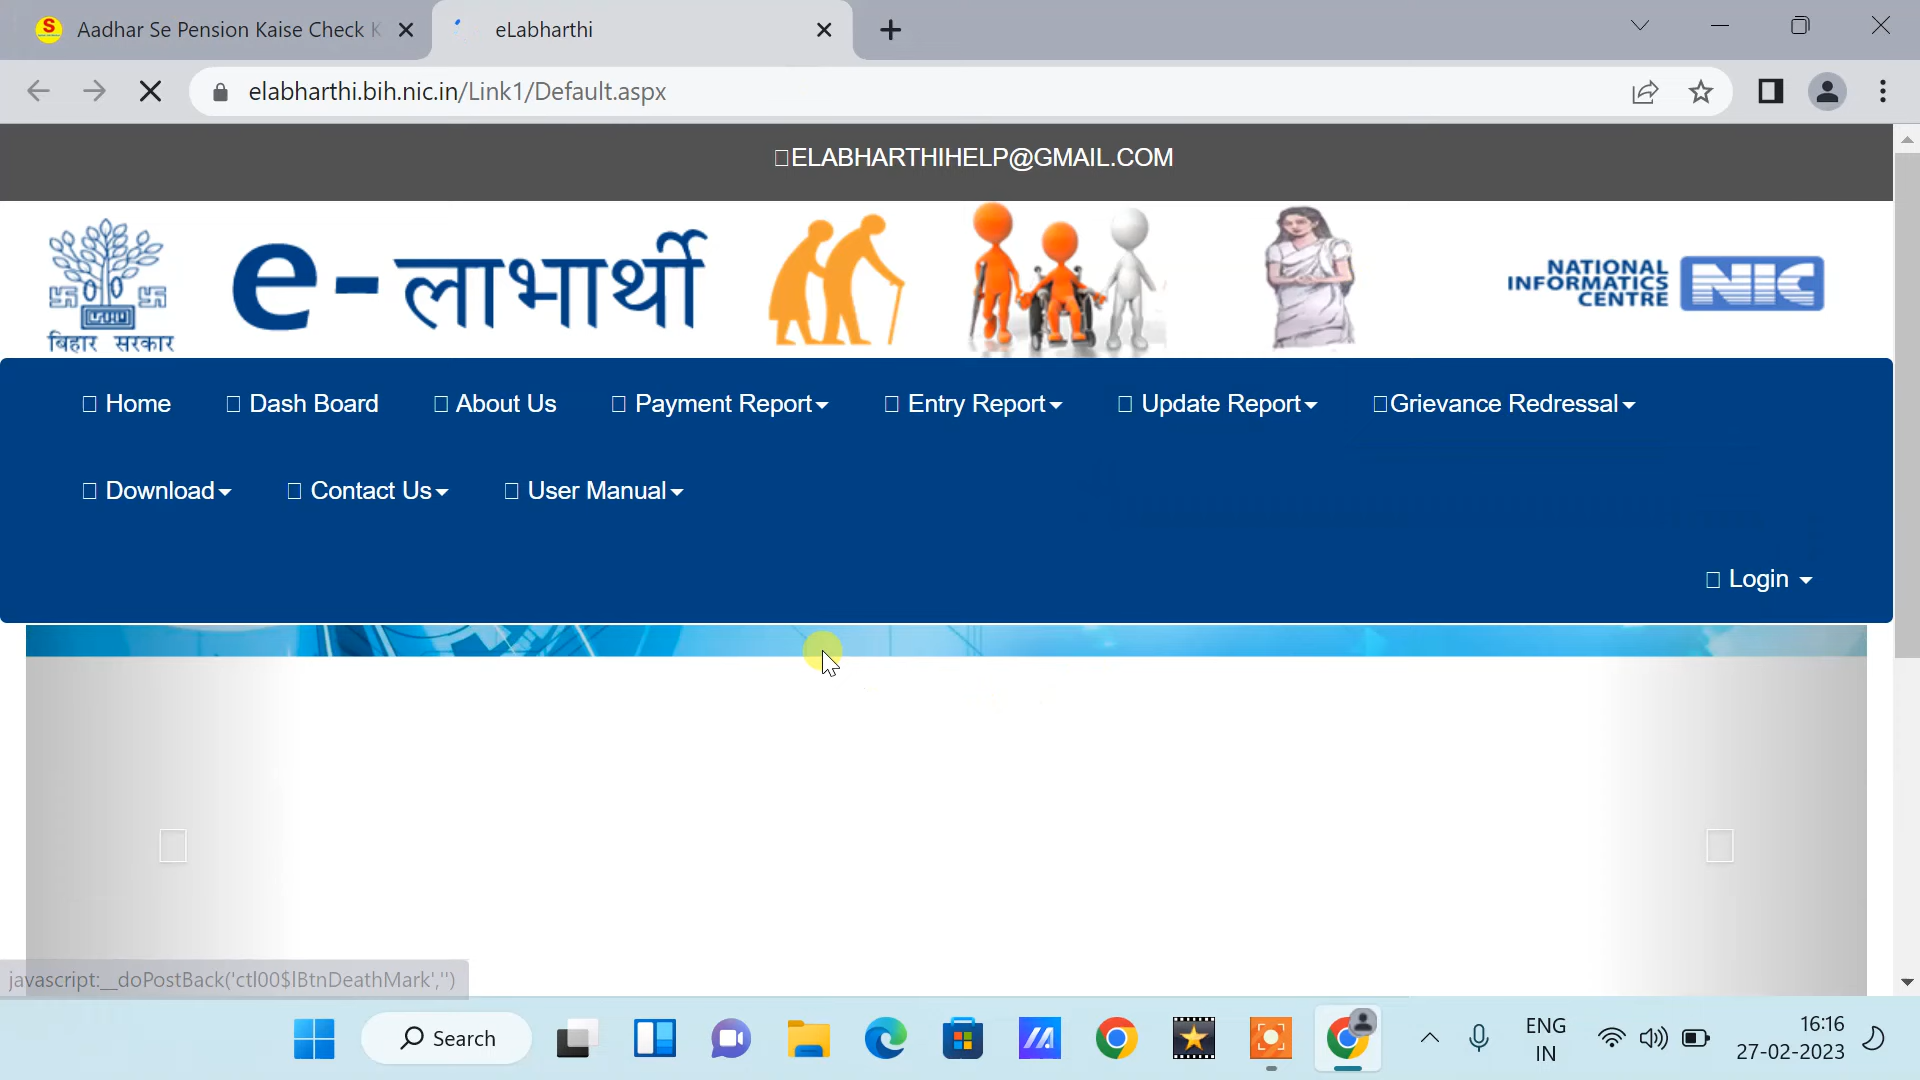 Aadhar Se Pension Kaise Check K
eLabharthi
elabharthi.bih.nic.in/Link1/Default.aspx
ELABHARTHIHELP@GMAIL.COM
बिहार सरकार
e-लाभार्थी
NATIONAL
INFORMATICS
CENTRE
NIC
Home
Dash Board
About Us
Payment Report
Entry Report
Update Report
Grievance Redressal
Download
Contact Us
User Manual
Login
javascript:__doPostBack('ctl00$lBtnDeathMark','')
Search
ENG
IN
16:16
27-02-2023